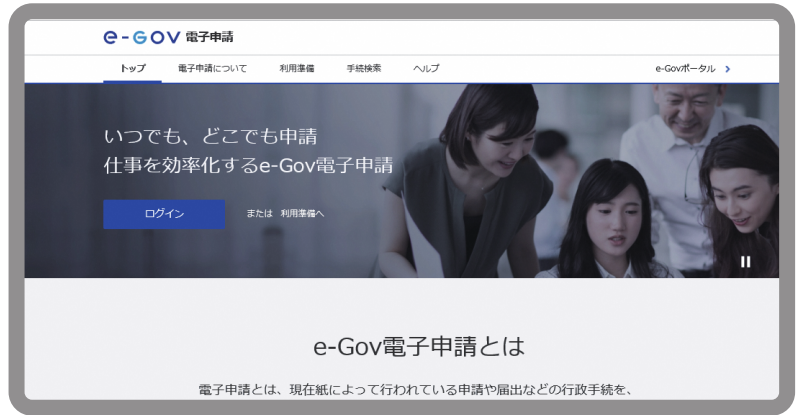 e-GOV 電子申請
トップ 電子申請について 利用準備 手続検索 ヘルプ e-Govポータル
いつでも、どこでも申請
仕事を効率化するe-Gov電子申請
ログイン または 利用準備へ
e-Gov電子申請とは
電子申請とは、現在紙によって行われている申請や届出などの行政手続を、